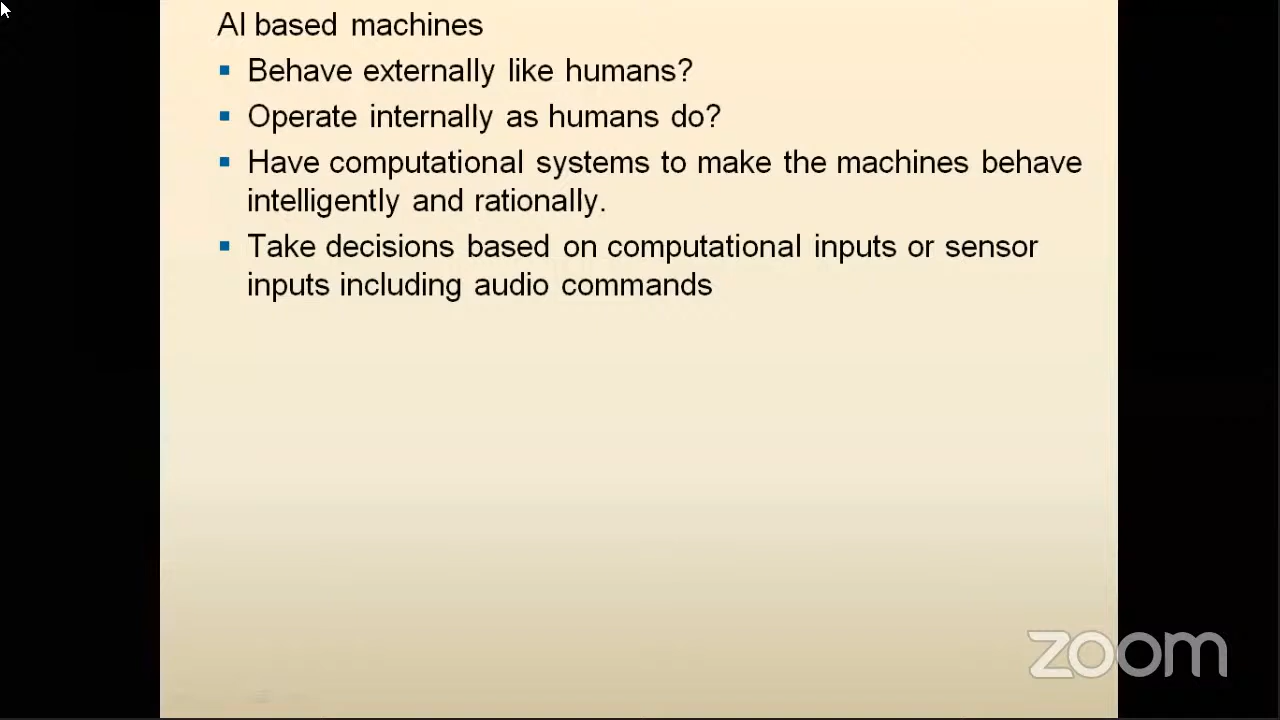 AI based machines
▪ Behave externally like humans?
▪ Operate internally as humans do?
▪ Have computational systems to make the machines behave
intelligently and rationally.
▪ Take decisions based on computational inputs or sensor
inputs including audio commands
zoom